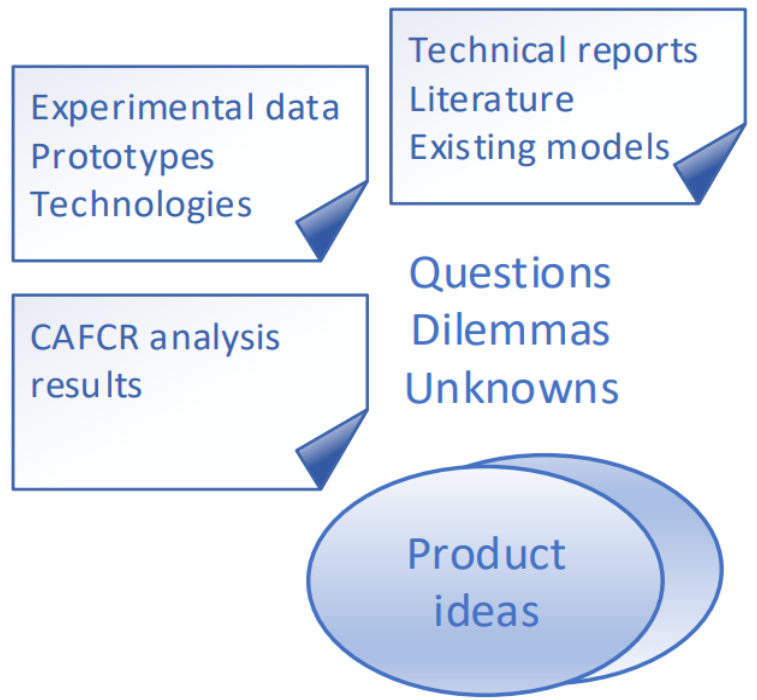 Technical reports
Literature
Existing models
Experimental data
Prototypes
Technologies
Questions
Dilemmas
Unknowns
CAFCR analysis
results
Product
ideas